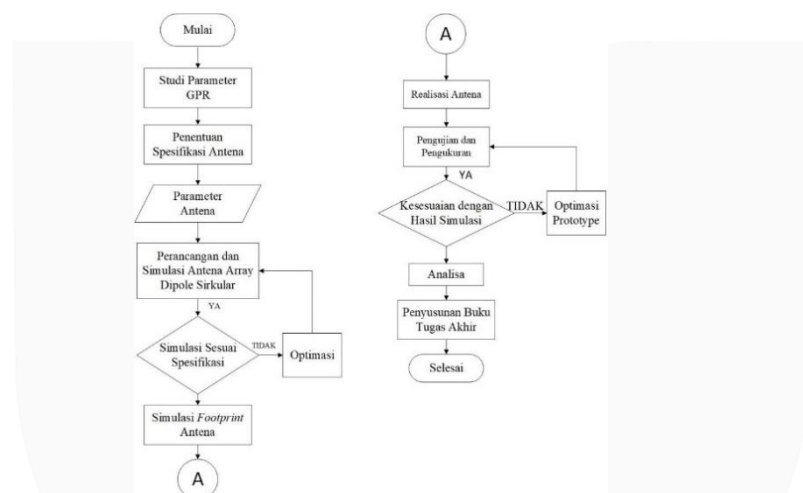 Mulai
Studi Parameter
GPR
Penentuan
Spesifikasi Antena
Parameter
Antena
Perancangan dan
Simulasi Antena Array
Dipole Sirkular
YA
Simulasi Sesuai
Spesifikasi
TIDAK
Optimasi
Simulasi Footprint
Antena
A
A
Realisasi Antena
Pengujian dan
Pengukuran
YA
Kesesuaian dengan
Hasil Simulasi
TIDAK
Optimasi
Prototype
Analisa
Penyusunan Buku
Tugas Akhir
Selesai